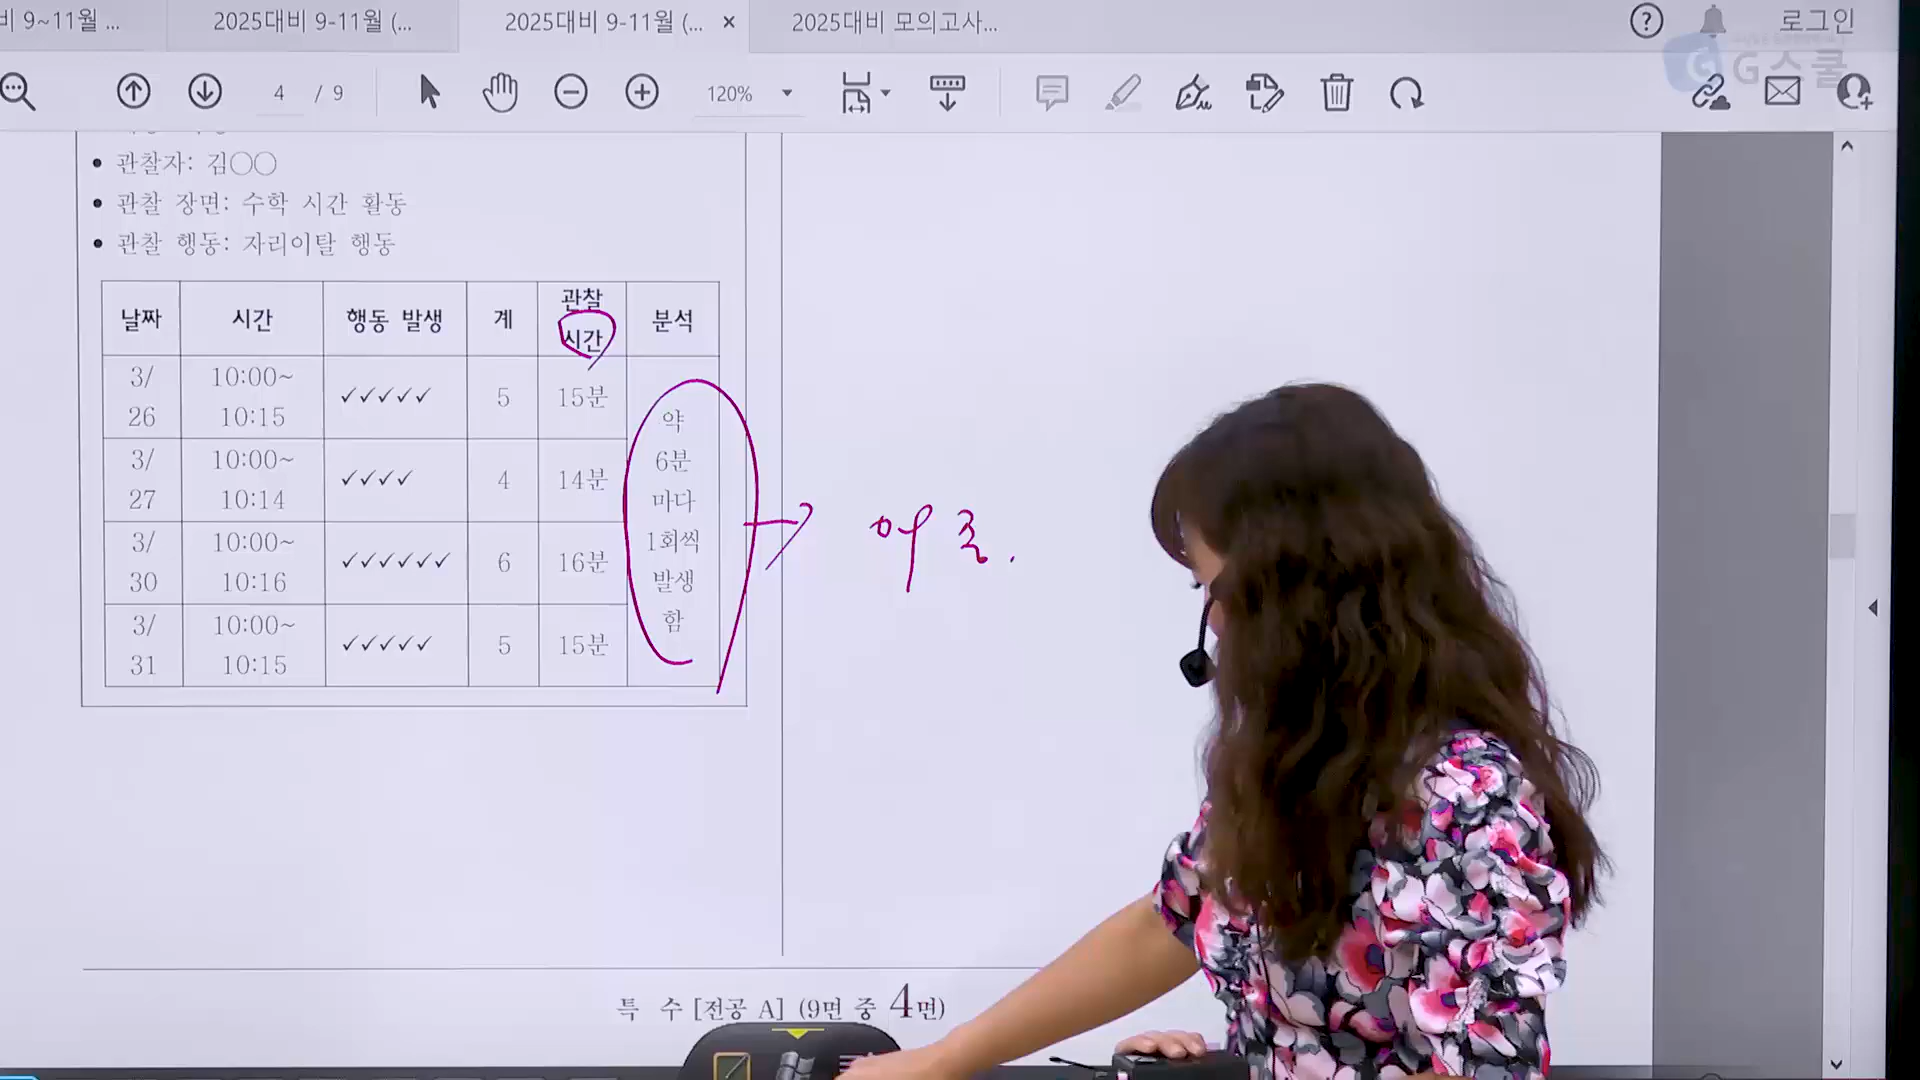 비 9~11월 ...
2025대비 9-11월 (...
2025대비 9-11월 (... ×
2025대비 모의고사...
로그인
G스쿨
4 / 9
120%
• 관찰자: 김○○
• 관찰 장면: 수학 시간 활동
• 관찰 행동: 자리이탈 행동
날짜 시간 행동 발생 계 관찰 시간 분석
3/26 10:00~10:15 ✓✓✓✓✓ 5 15분
3/27 10:00~10:14 ✓✓✓✓ 4 14분
3/30 10:00~10:16 ✓✓✓✓✓✓ 6 16분
3/31 10:00~10:15 ✓✓✓✓✓ 5 15분
약
6분
마다
1회씩
발생
함
특 수 [전공 A] (9면 중 4면)